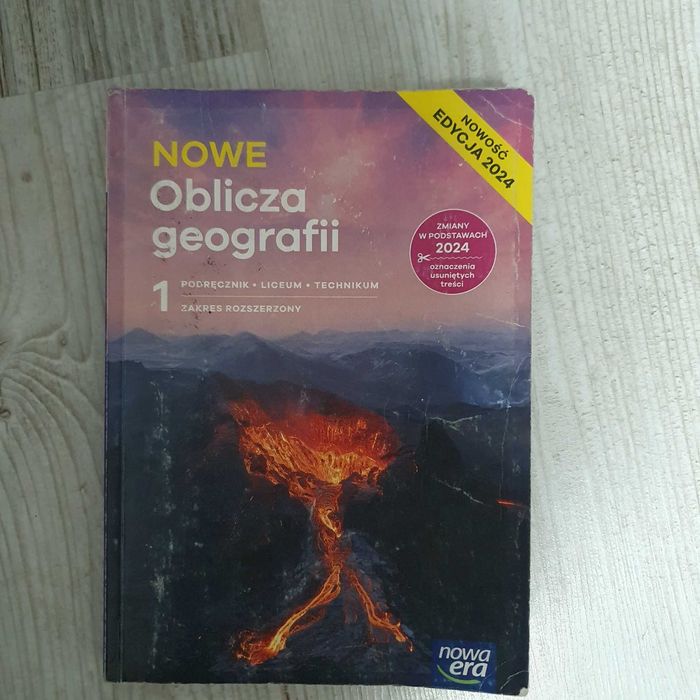 NOWE
Oblicza
geografii
1
PODRĘCZNIK • LICEUM • TECHNIKUM
ZAKRES ROZSZERZONY
NOWOŚĆ
EDYCJA 2024
ZMIANY
W PODSTAWACH
2024
oznaczenia
usuniętych
treści
nowa
era